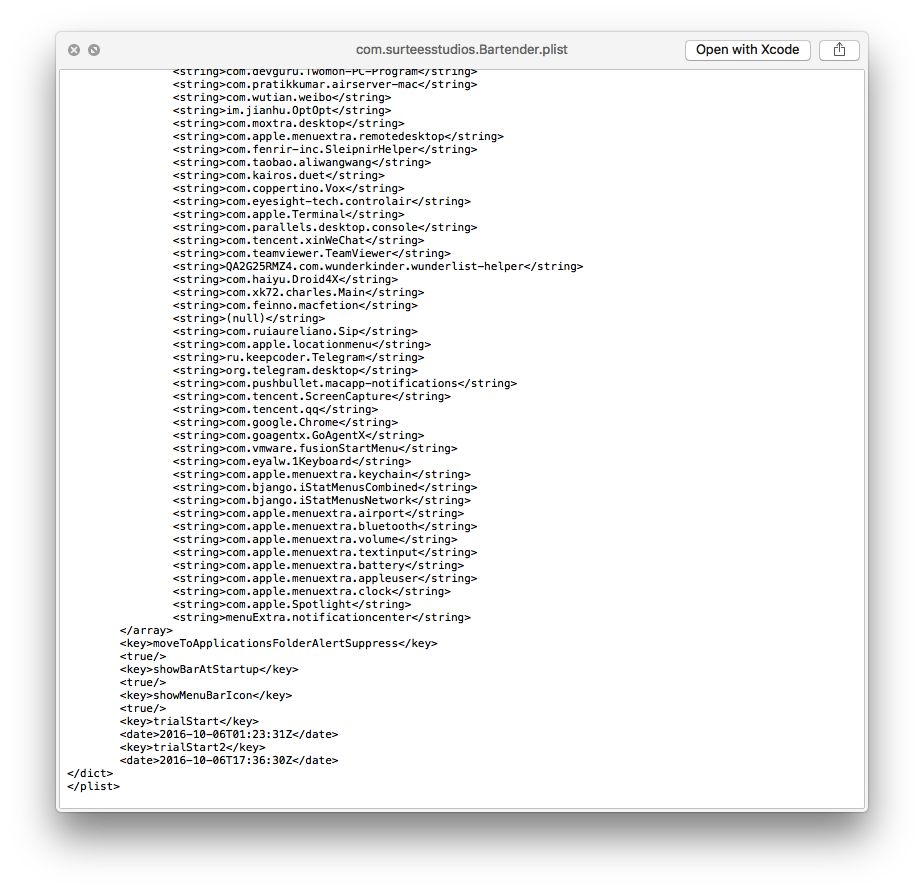 com.surteesstudios.Bartender.plist
Open with Xcode
<string>com.devguru.Twomon-PC-Program</string>
<string>com.pratikkumar.airserver-mac</string>
<string>com.wutian.weibo</string>
<string>im.jianhu.OptOpt</string>
<string>com.moxtra.desktop</string>
<string>com.apple.menuextra.remotedesktop</string>
<string>com.fenrir-inc.SleipnirHelper</string>
<string>com.taobao.aliwangwang</string>
<string>com.kairos.duet</string>
<string>com.coppertino.Vox</string>
<string>com.eyesight-tech.controlair</string>
<string>com.apple.Terminal</string>
<string>com.parallels.desktop.console</string>
<string>com.tencent.xinWeChat</string>
<string>com.teamviewer.TeamViewer</string>
<string>QA2G25RMZ4.com.wunderkinder.wunderlist-helper</string>
<string>com.haiyu.Droid4X</string>
<string>com.xk72.charles.Main</string>
<string>com.feinno.macfetion</string>
<string>(null)</string>
<string>com.ruiaureliano.Sip</string>
<string>com.apple.locationmenu</string>
<string>ru.keepcoder.Telegram</string>
<string>org.telegram.desktop</string>
<string>com.pushbullet.macapp-notifications</string>
<string>com.tencent.ScreenCapture</string>
<string>com.tencent.qq</string>
<string>com.google.Chrome</string>
<string>com.goagentx.GoAgentX</string>
<string>com.vmware.fusionStartMenu</string>
<string>com.eyalw.1Keyboard</string>
<string>com.apple.menuextra.keychain</string>
<string>com.bjango.iStatMenusCombined</string>
<string>com.bjango.iStatMenusNetwork</string>
<string>com.apple.menuextra.airport</string>
<string>com.apple.menuextra.bluetooth</string>
<string>com.apple.menuextra.volume</string>
<string>com.apple.menuextra.textinput</string>
<string>com.apple.menuextra.battery</string>
<string>com.apple.menuextra.appleuser</string>
<string>com.apple.menuextra.clock</string>
<string>com.apple.Spotlight</string>
<string>menuExtra.notificationcenter</string>
</array>
<key>moveToApplicationsFolderAlertSuppress</key>
<true/>
<key>showBarAtStartup</key>
<true/>
<key>showMenuBarIcon</key>
<true/>
<key>trialStart</key>
<date>2016-10-06T01:23:31Z</date>
<key>trialStart2</key>
<date>2016-10-06T17:36:30Z</date>
</dict>
</plist>